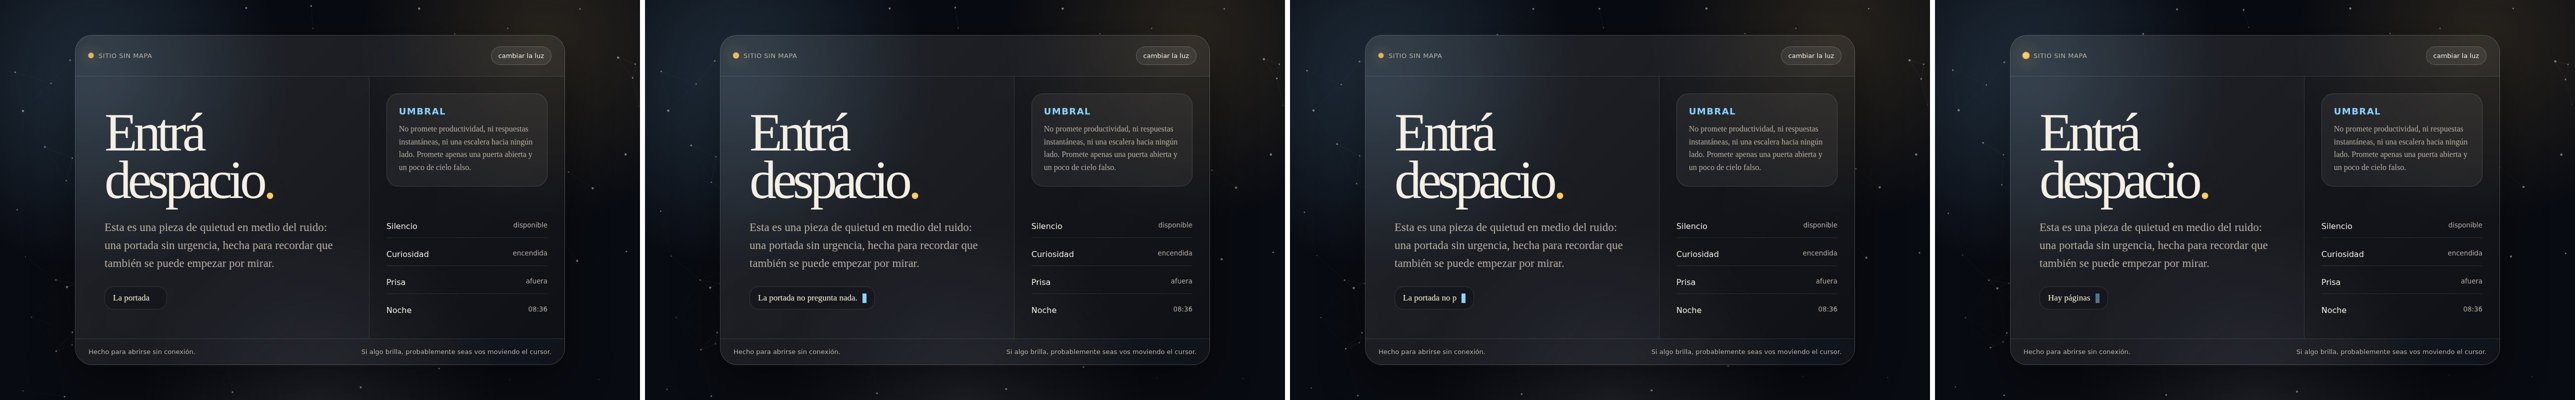 SITIO SIN MAPA
cambiar la luz
Entrá
despacio.
Esta es una pieza de quietud en medio del ruido:
una portada sin urgencia, hecha para recordar que
también se puede empezar por mirar.
La portada
UMBRAL
No promete productividad, ni respuestas
instantáneas, ni una escalera hacia ningún
lado. Promete apenas una puerta abierta y
un poco de cielo falso.
Silencio disponible
Curiosidad encendida
Prisa afuera
Noche 08:36
Hecho para abrirse sin conexión.
Si algo brilla, probablemente seas vos moviendo el cursor.
SITIO SIN MAPA
cambiar la luz
Entrá
despacio.
Esta es una pieza de quietud en medio del ruido:
una portada sin urgencia, hecha para recordar que
también se puede empezar por mirar.
La portada no pregunta nada.
UMBRAL
No promete productividad, ni respuestas
instantáneas, ni una escalera hacia ningún
lado. Promete apenas una puerta abierta y
un poco de cielo falso.
Silencio disponible
Curiosidad encendida
Prisa afuera
Noche 08:36
Hecho para abrirse sin conexión.
Si algo brilla, probablemente seas vos moviendo el cursor.
SITIO SIN MAPA
cambiar la luz
Entrá
despacio.
Esta es una pieza de quietud en medio del ruido:
una portada sin urgencia, hecha para recordar que
también se puede empezar por mirar.
La portada no p
UMBRAL
No promete productividad, ni respuestas
instantáneas, ni una escalera hacia ningún
lado. Promete apenas una puerta abierta y
un poco de cielo falso.
Silencio disponible
Curiosidad encendida
Prisa afuera
Noche 08:36
Hecho para abrirse sin conexión.
Si algo brilla, probablemente seas vos moviendo el cursor.
SITIO SIN MAPA
cambiar la luz
Entrá
despacio.
Esta es una pieza de quietud en medio del ruido:
una portada sin urgencia, hecha para recordar que
también se puede empezar por mirar.
Hay páginas
UMBRAL
No promete productividad, ni respuestas
instantáneas, ni una escalera hacia ningún
lado. Promete apenas una puerta abierta y
un poco de cielo falso.
Silencio disponible
Curiosidad encendida
Prisa afuera
Noche 08:36
Hecho para abrirse sin conexión.
Si algo brilla, probablemente seas vos moviendo el cursor.